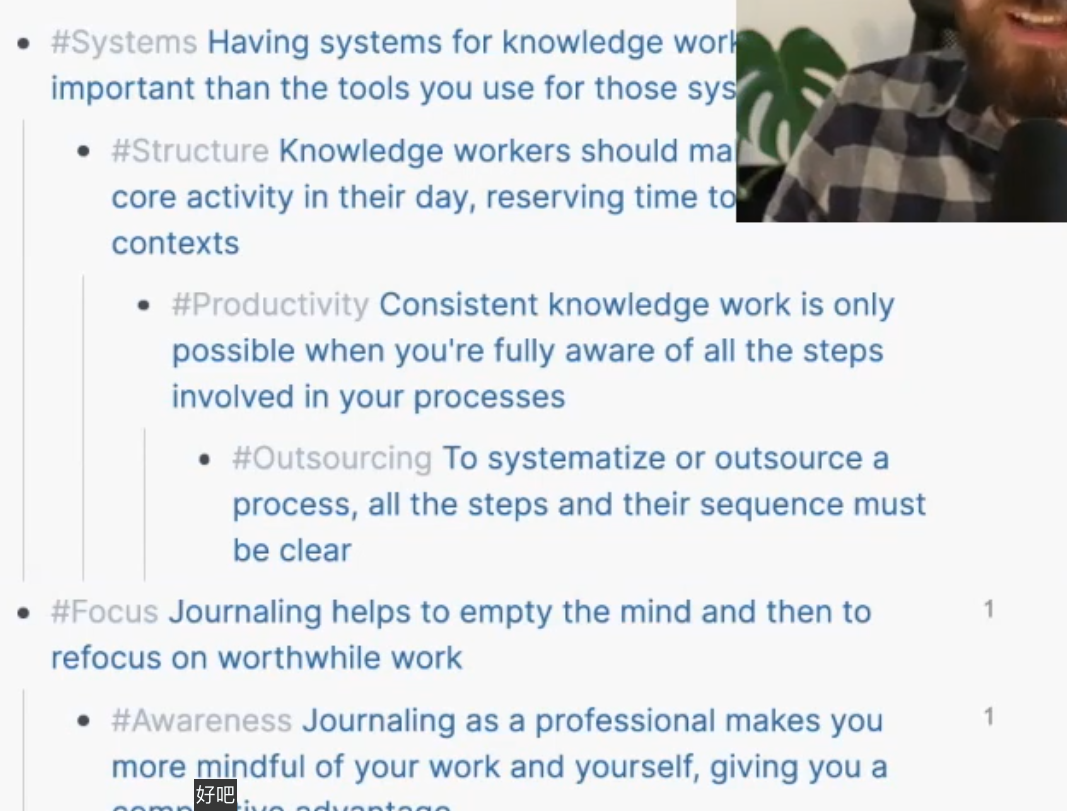 #Systems Having systems for knowledge work
important than the tools you use for those sys
#Structure Knowledge workers should ma
core activity in their day, reserving time to
contexts
#Productivity Consistent knowledge work is only
possible when you're fully aware of all the steps
involved in your processes
#Outsourcing To systematize or outsource a
process, all the steps and their sequence must
be clear
#Focus Journaling helps to empty the mind and then to
1
refocus on worthwhile work
#Awareness Journaling as a professional makes you
1
more mindful of your work and yourself, giving you a
好吧
advantage